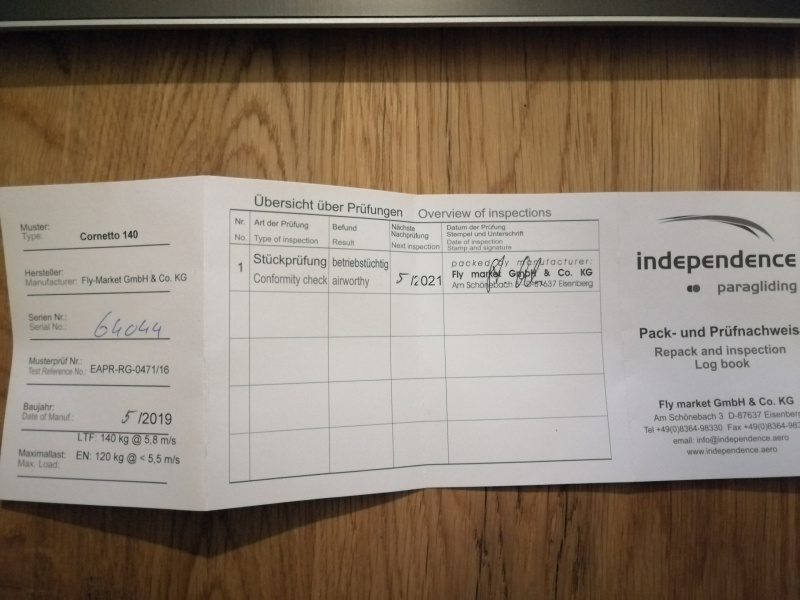 Muster:
Type: Cornetto 140
Hersteller:
Manufacturer: Fly-Market GmbH & Co. KG
Serien Nr.:
Serial No.: 64044
Musterprüf Nr.:
Test Reference No.: EAPR-RG-0471/16
Baujahr:
Date of Manuf.: 5/2019
LTF: 140 kg @ 5,8 m/s
Maximallast: EN: 120 kg @ < 5,5 m/s
Max. Load:
Übersicht über Prüfungen Overview of inspections
Nr.
No.
Art der Prüfung
Type of inspection
Befund
Result
Nächste
Nachprüfung
Next inspection
Datum der Prüfung
Stempel und Unterschrift
Date of inspection
Stamp and signature
1
Stückprüfung
Conformity check
betriebstüchtig
airworthy
5/2021
packed by manufacturer:
Fly market GmbH & Co. KG
Am Schönebach 3 D-87637 Eisenberg
independence
paragliding
Pack- und Prüfnachweis
Repack and inspection
Log book
Fly market GmbH & Co. KG
Am Schönebach 3 D-87637 Eisenberg
Tel +49(0)8364-98330 Fax +49(0)8364-983
email: info@independence.aero
www.independence.aero